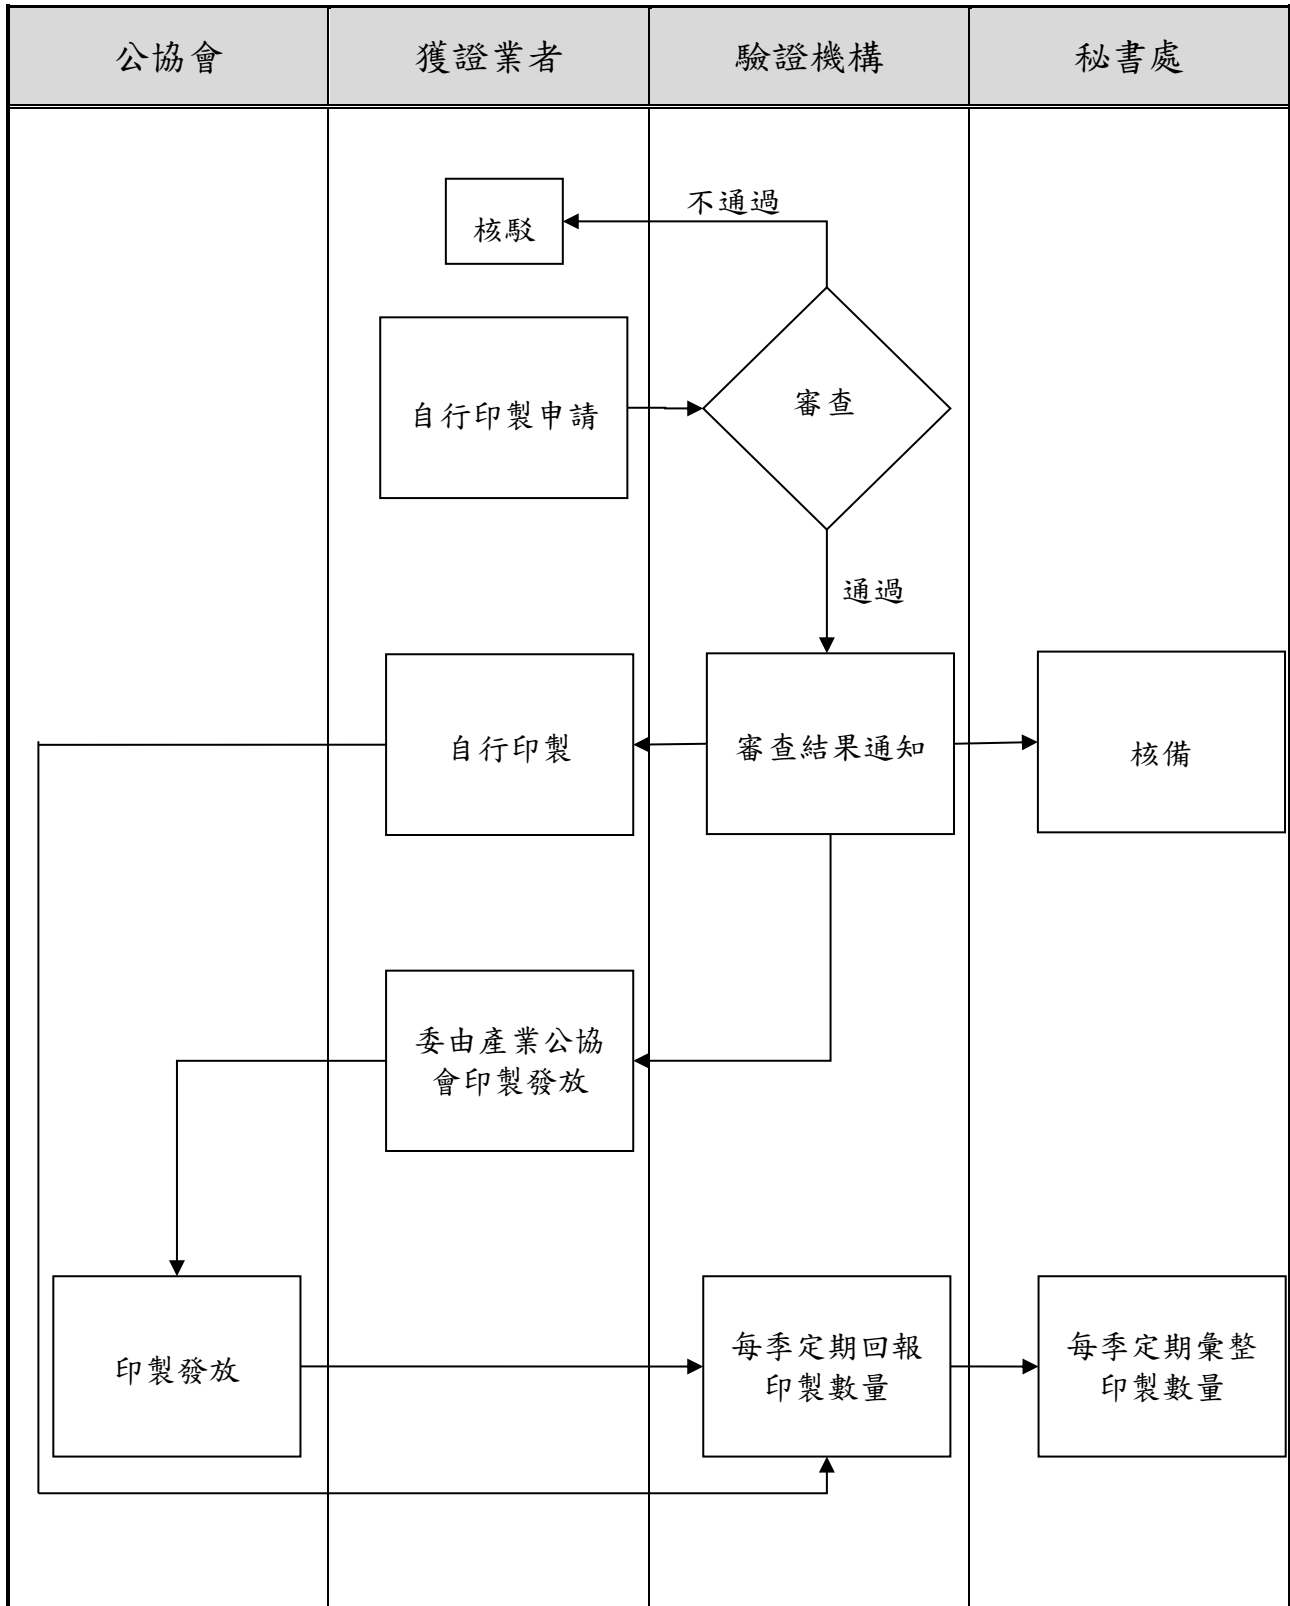 公協會
獲證業者
驗證機構
秘書處
不通過
核駁
自行印製申請
審查
通過
自行印製
審查結果通知
核備
委由產業公協
會印製發放
印製發放
每季定期回報
印製數量
每季定期彙整
印製數量